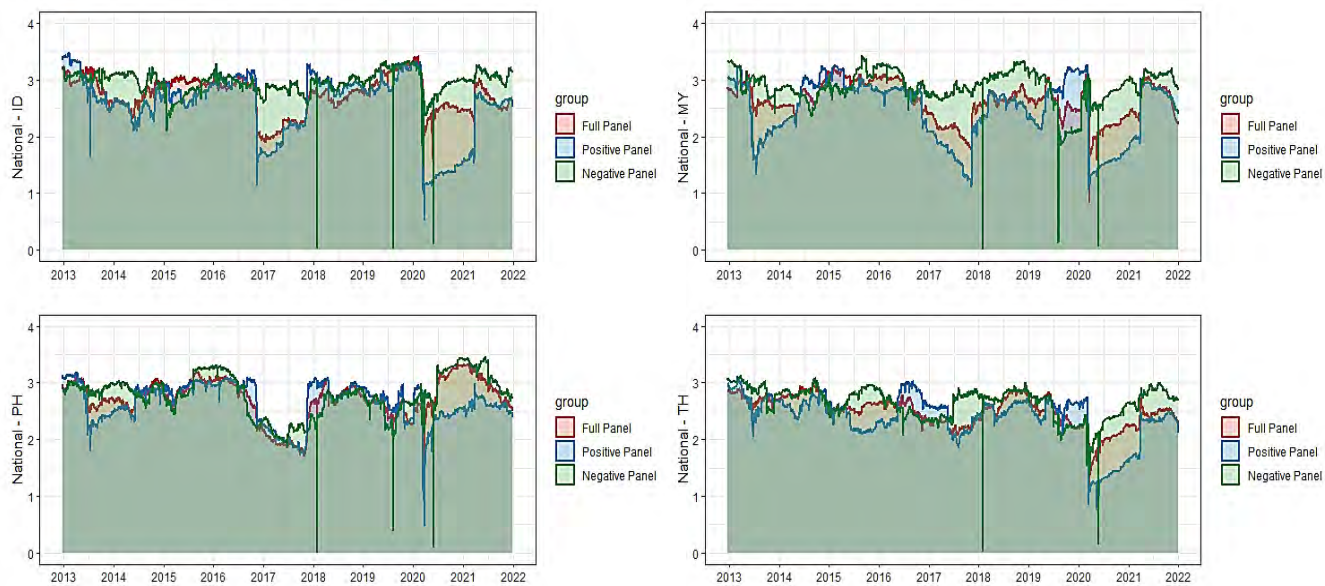 4
3
2
1
0
National - ID
2013 2014 2015 2016 2017 2018 2019 2020 2021 2022
group
Full Panel
Positive Panel
Negative Panel
4
3
2
1
0
National - MY
2013 2014 2015 2016 2017 2018 2019 2020 2021 2022
group
Full Panel
Positive Panel
Negative Panel
4
3
2
1
0
National - PH
2013 2014 2015 2016 2017 2018 2019 2020 2021 2022
group
Full Panel
Positive Panel
Negative Panel
4
3
2
1
0
National - TH
2013 2014 2015 2016 2017 2018 2019 2020 2021 2022
group
Full Panel
Positive Panel
Negative Panel